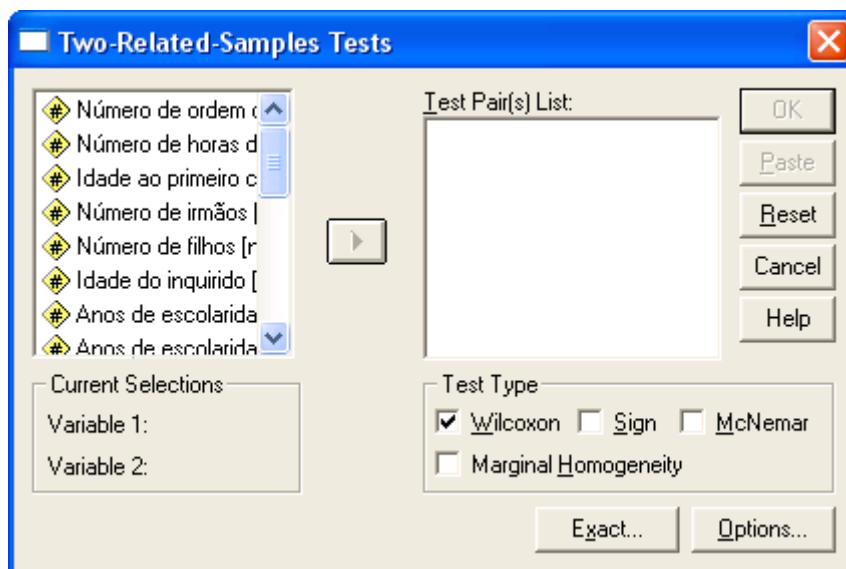 Two-Related-Samples Tests
Número de ordem
Número de horas d
Idade ao primeiro c
Número de irmãos [
Número de filhos [r
Idade do inquirido [
Anos de escolarida
Anos de escolarida
Test Pair(s) List:
OK
Paste
Reset
Cancel
Help
Current Selections
Variable 1:
Variable 2:
Test Type
Wilcoxon Sign McNemar
Marginal Homogeneity
Exact... Options...